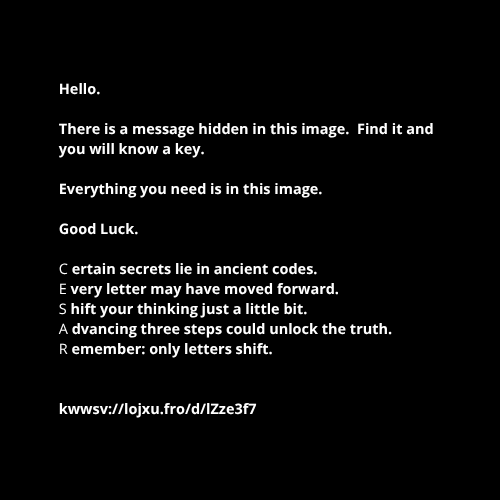 Hello.
There is a message hidden in this image.  Find it and
you will know a key.
Everything you need is in this image.
Good Luck.
C ertain secrets lie in ancient codes.
E very letter may have moved forward.
S hift your thinking just a little bit.
A dvancing three steps could unlock the truth.
R emember: only letters shift.
kwwsv://lojxu.fro/d/lZze3f7